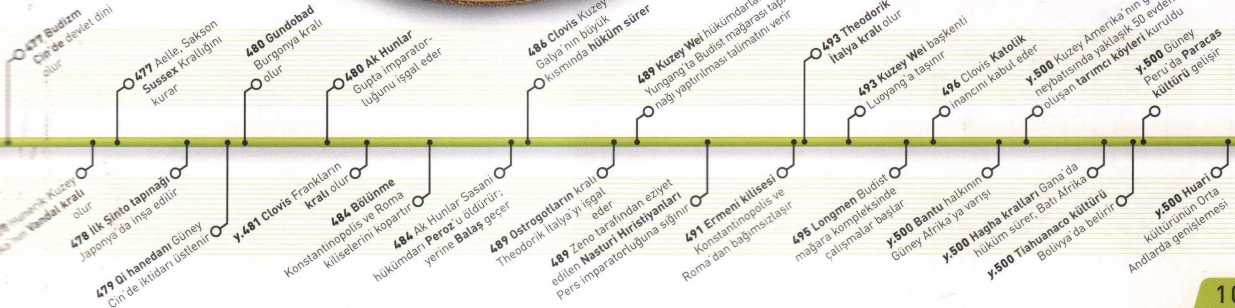 477 Budizm
Çin'de devlet dini
olur
477 Aelle, Sakson
Sussex Krallığını
kurar
480 Gundobad
Burgonya kralı
olur
480 Ak Hunlar
Gupta imparator-
luğunu işgal eder
486 Clovis Kuzey
Galya'nın büyük
kısmında hüküm sürer
489 Kuzey Wei
Yungang'ta Budist mağarası
nağı yapılması talimatını verir
493 Theodorik
İtalya kralı olur
493 Kuzey Wei başkenti
Luoyang'a taşınır
496 Clovis Katolik
inancını kabul eder
y.500 Kuzey Amerika'nın
neybatısında yaklaşık 50 evden
oluşan tarımcı köyleri kuruldu
y.500 Güney
Peru'da Paracas
kültürü gelişir
Kuzey
Vandal kralı
olur
478 İlk Şinto tapınağı
Japonya'da inşa edilir
479 Qi hanedanı Güney
Çin'de iktidarı üstlenir
y.481 Clovis Frankların
kralı olur
484 Bölünme
Konstantinopolis ve Roma
kiliselerini kopartır
484 Ak Hunlar Sasani
hükümdarı Peroz'u öldürür;
yerine Balaş geçer
489 Ostrogotların kralı
Theodorik İtalya'yı işgal
eder
489 Zeno tarafından eziyet
edilen Nasturi Hıristiyanları
Pers imparatorluğuna sığınır
491 Ermeni kilisesi
Konstantinopolis ve
Roma'dan bağımsızlaşır
495 Longmen Budist
mağara kompleksinde
çalışmalar başlar
y.500 Bantu halkının
Güney Afrika'ya varışı
y.500 Hagha kralları Gana'da
hüküm sürer, Batı Afrika
y.500 Tiahuanaco kültürü
Bolivya'da belirir
y.500 Huari
kültürünün Orta
Andlarda genişlemesi